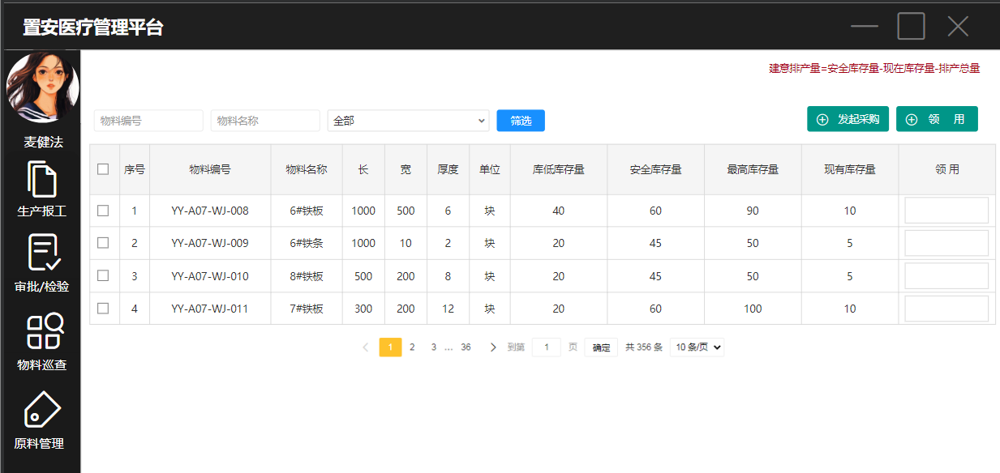 置安医疗管理平台
建意排产量=安全库存量-现在库存量-排产总量
麦健法
生产报工
审批/检验
物料巡查
原料管理
物料编号 物料名称 全部 筛选 发起采购 领 用
序号 物料编号 物料名称 长 宽 厚度 单位 库低库存量 安全库存量 最高库存量 现有库存量 领 用
1 YY-A07-WJ-008 6#铁板 1000 500 6 块 40 60 90 10
2 YY-A07-WJ-009 6#铁条 1000 10 2 块 20 45 50 5
3 YY-A07-WJ-010 8#铁板 500 200 8 块 20 45 50 5
4 YY-A07-WJ-011 7#铁板 300 200 12 块 20 60 100 10
1 2 3 ... 36 到第 1 页 确定 共 356 条 10 条/页